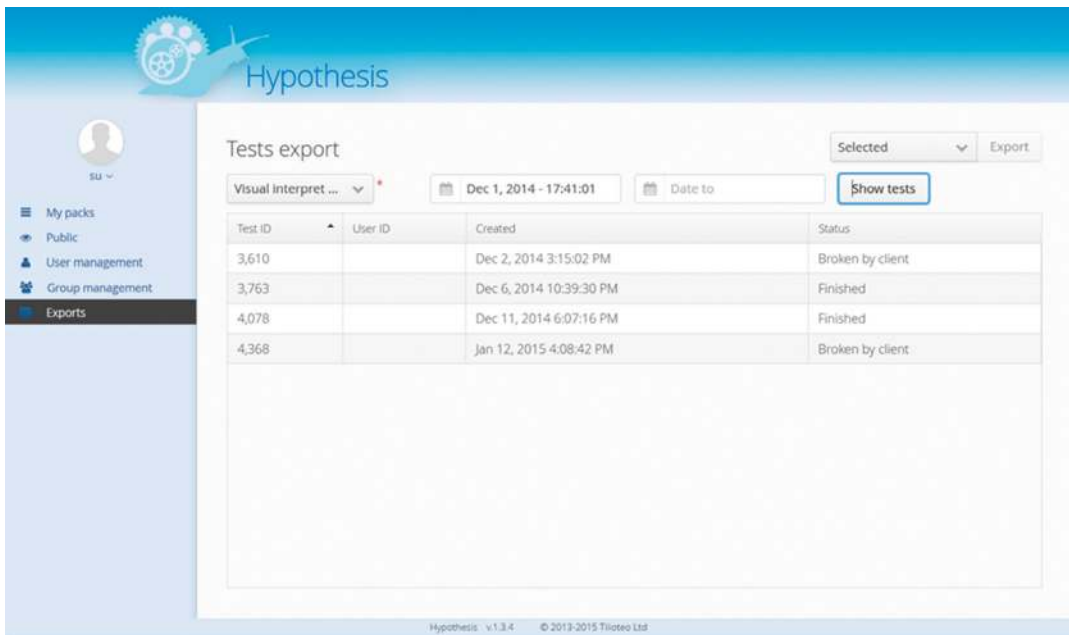 Hypothesis
su
My packs
Public
User management
Group management
Exports
Tests export
Selected Export
Visual interpret ... * Dec 1, 2014 - 17:41:01 Date to Show tests
Test ID User ID Created Status
3,610 Dec 2, 2014 3:15:02 PM Broken by client
3,763 Dec 6, 2014 10:39:30 PM Finished
4,078 Dec 11, 2014 6:07:16 PM Finished
4,368 Jan 12, 2015 4:08:42 PM Broken by client
Hypothesis v.1.3.4 © 2013-2015 Tilioteo Ltd